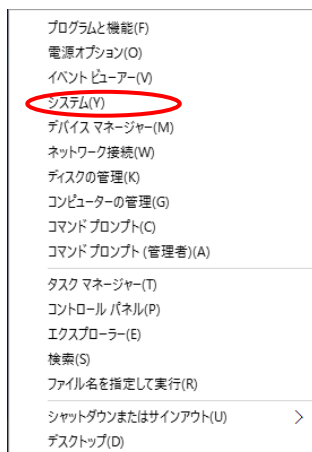 プログラムと機能(F)
電源オプション(O)
イベント ビューアー(V)
システム(Y)
デバイス マネージャー(M)
ネットワーク接続(W)
ディスクの管理(K)
コンピューターの管理(G)
コマンド プロンプト(C)
コマンド プロンプト (管理者)(A)
タスク マネージャー(T)
コントロール パネル(P)
エクスプローラー(E)
検索(S)
ファイル名を指定して実行(R)
シャットダウンまたはサインアウト(U)
デスクトップ(D)